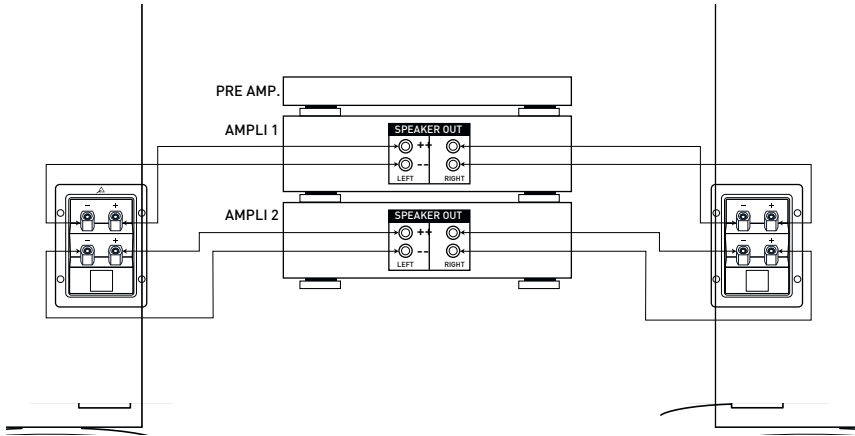 PRE AMP.
AMPLI 1
SPEAKER OUT
++
--
LEFT RIGHT
AMPLI 2
SPEAKER OUT
++
--
LEFT RIGHT
- +
- +
- +
- +